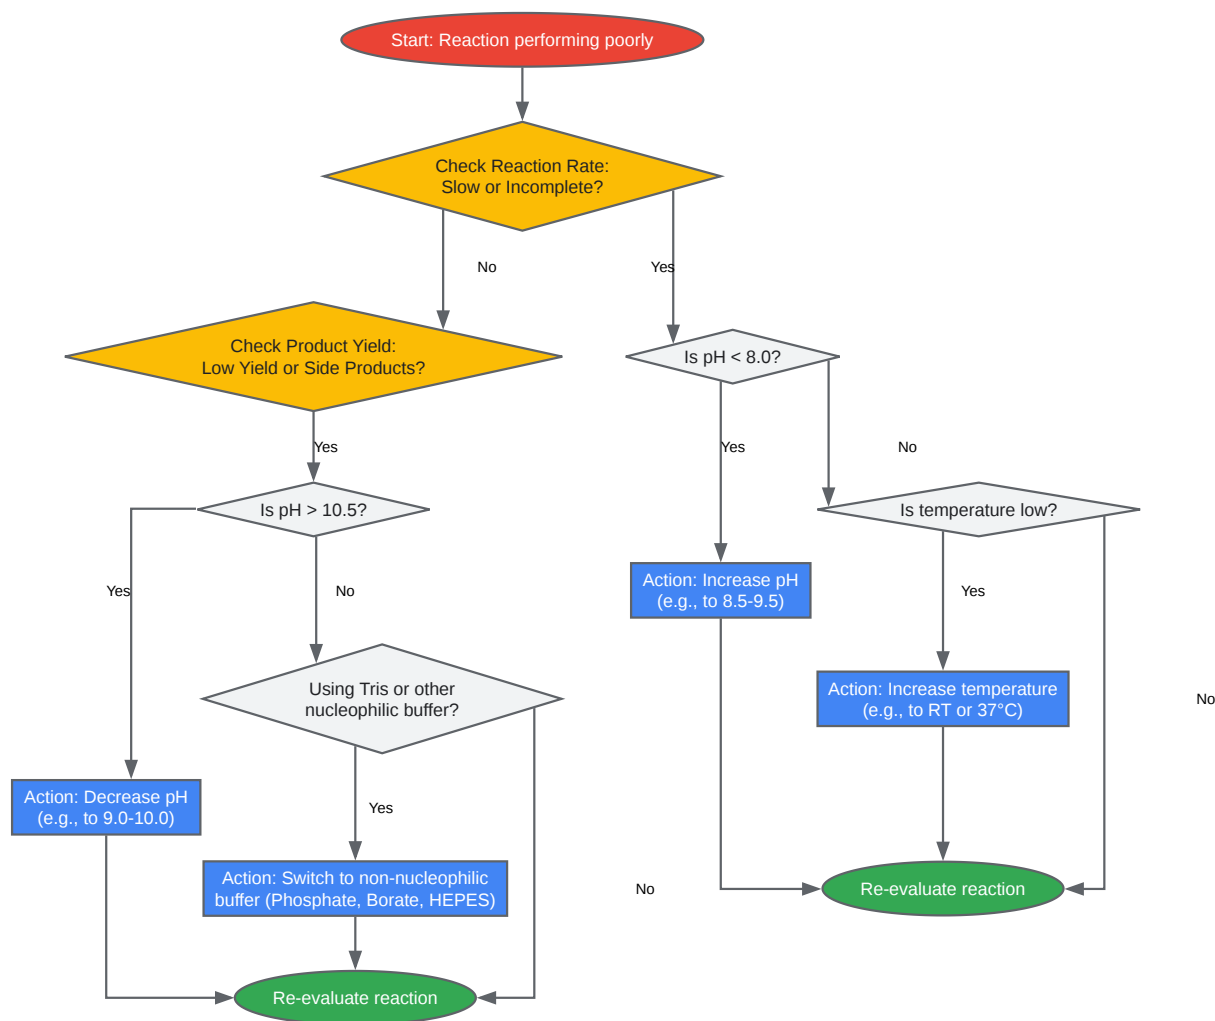 Start: Reaction performing poorly
Check Reaction Rate:
Slow or Incomplete?
No
Yes
Check Product Yield:
Low Yield or Side Products?
Is pH < 8.0?
Yes
Yes
No
Is pH > 10.5?
Is temperature low?
Yes
No
Action: Increase pH
(e.g., to 8.5-9.5)
Yes
Using Tris or other
nucleophilic buffer?
Action: Increase temperature
(e.g., to RT or 37°C)
No
Action: Decrease pH
(e.g., to 9.0-10.0)
Yes
Action: Switch to non-nucleophilic
buffer (Phosphate, Borate, HEPES)
No
Re-evaluate reaction
Re-evaluate reaction